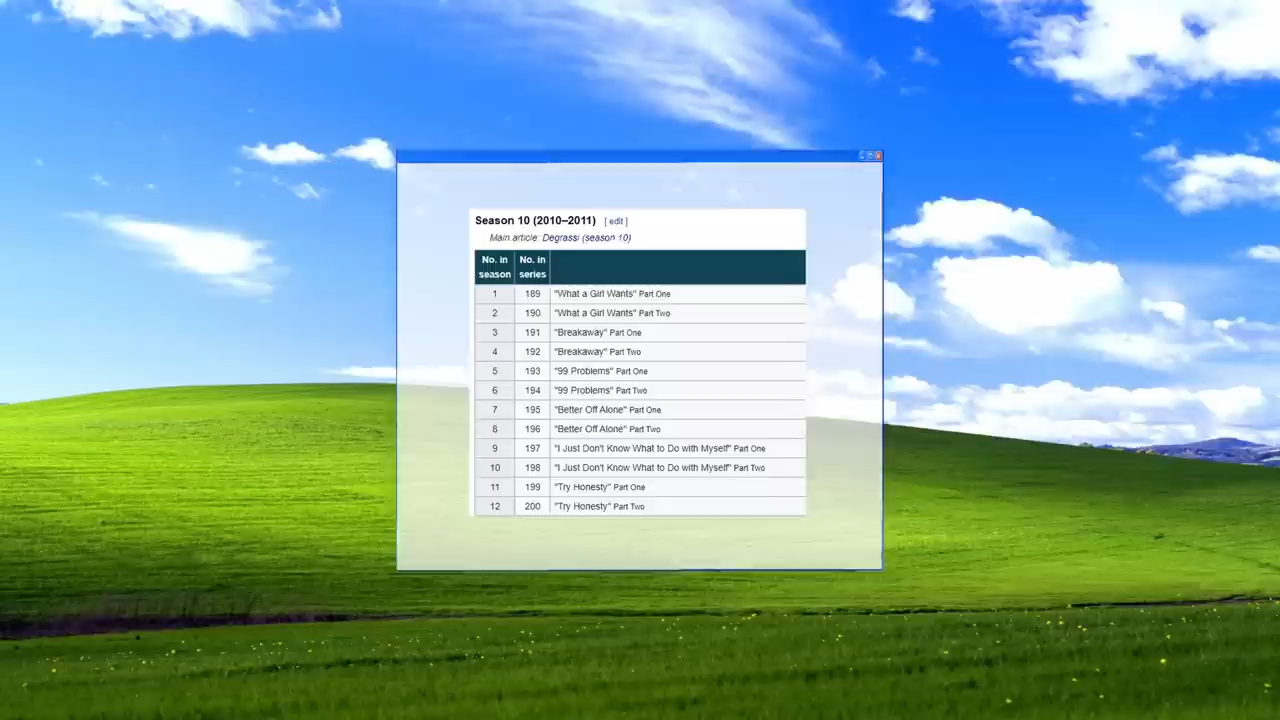 Season 10 (2010–2011) [ edit ]
Main article: Degrassi (season 10)
No. in season No. in series
1 189 "What a Girl Wants" Part One
2 190 "What a Girl Wants" Part Two
3 191 "Breakaway" Part One
4 192 "Breakaway" Part Two
5 193 "99 Problems" Part One
6 194 "99 Problems" Part Two
7 195 "Better Off Alone" Part One
8 196 "Better Off Alone" Part Two
9 197 "I Just Don't Know What to Do with Myself" Part One
10 198 "I Just Don't Know What to Do with Myself" Part Two
11 199 "Try Honesty" Part One
12 200 "Try Honesty" Part Two